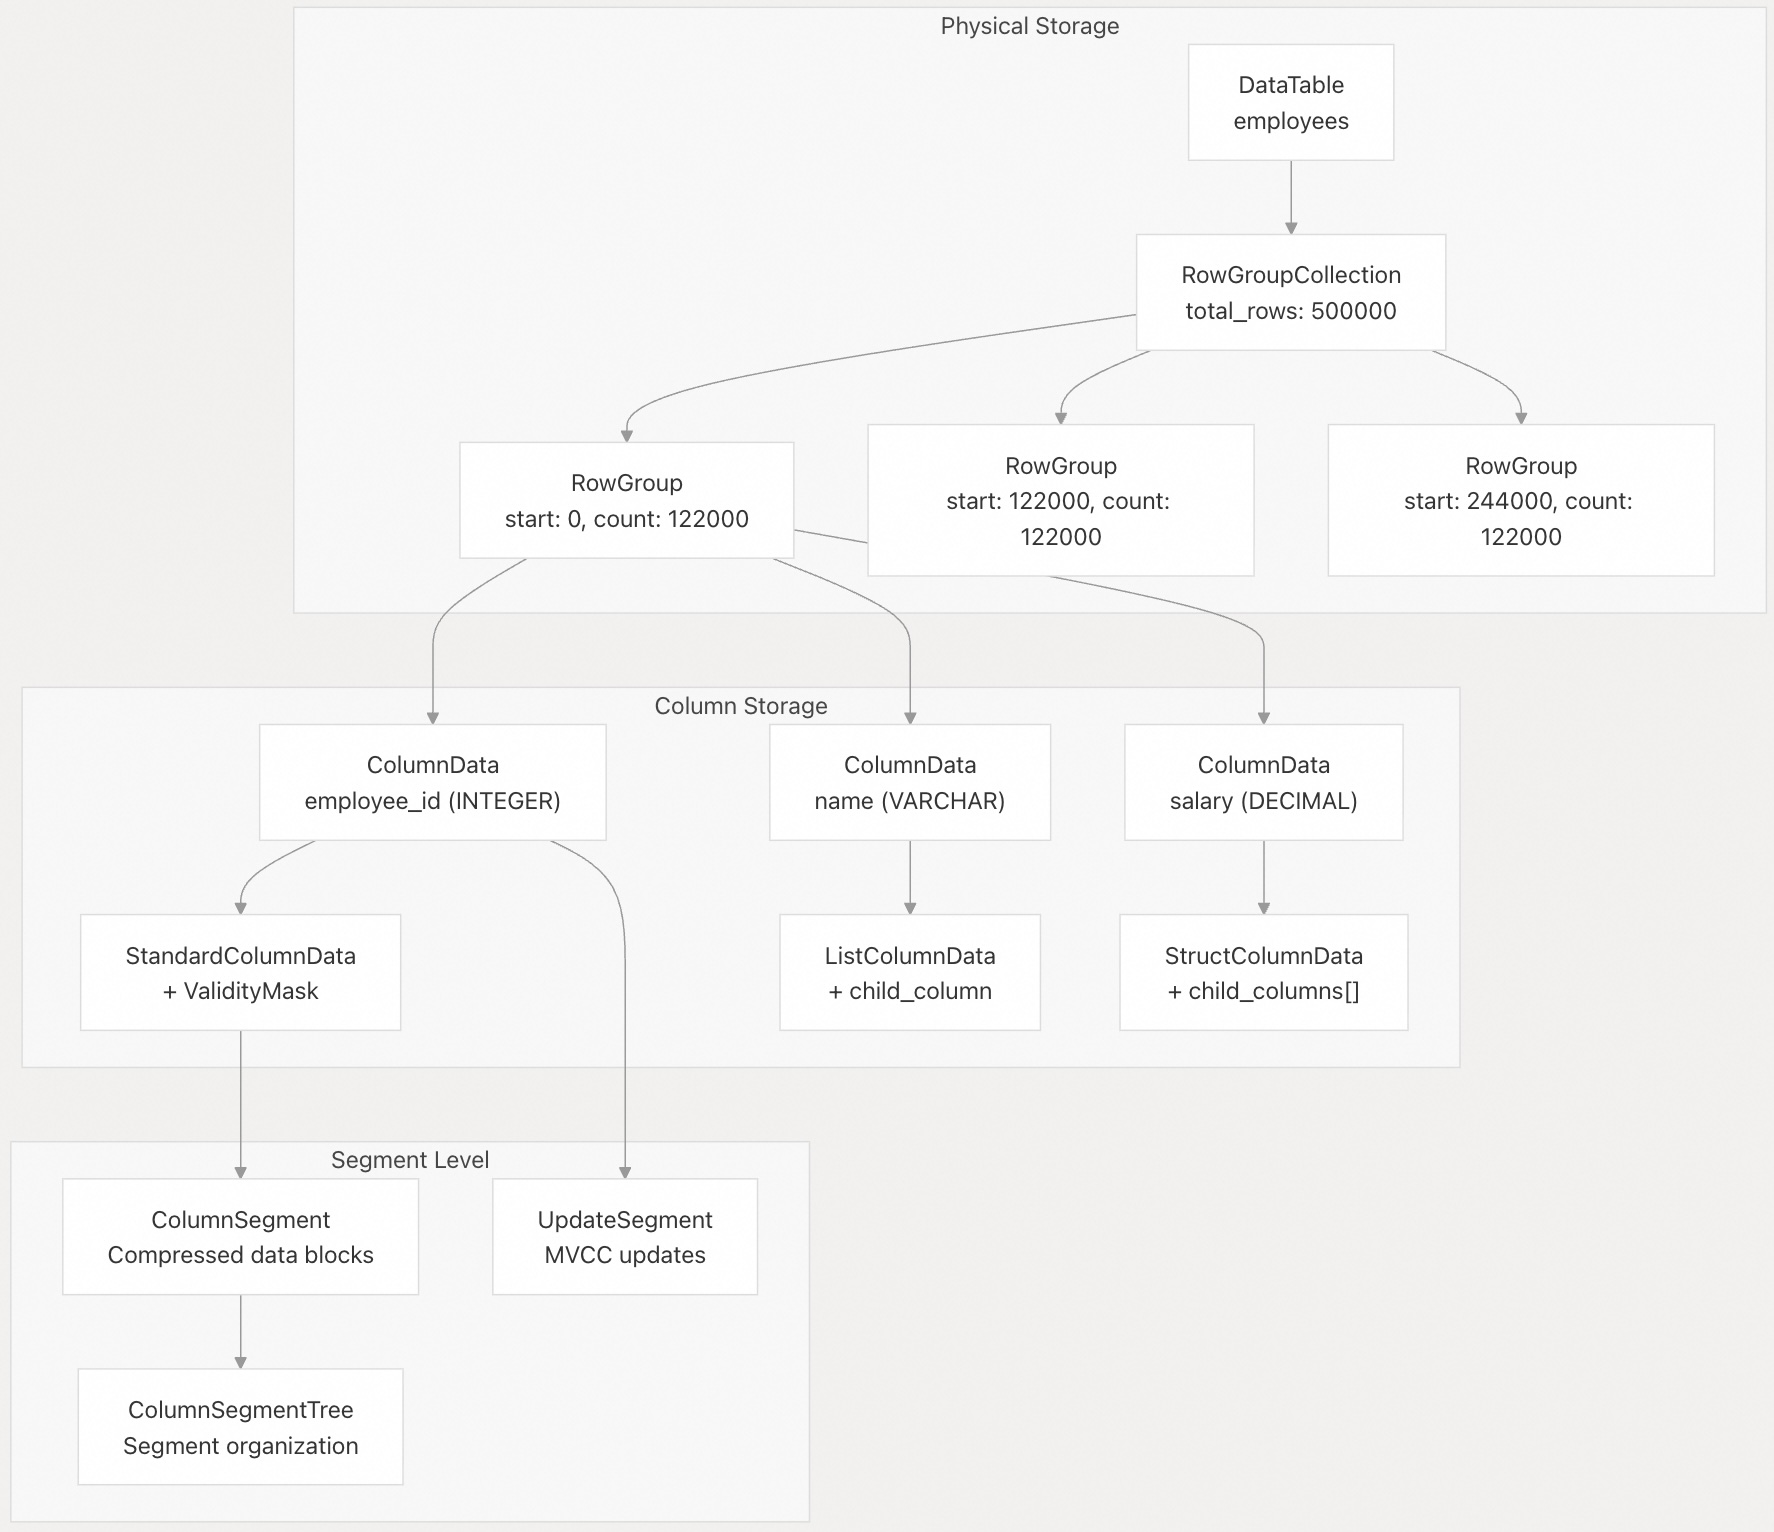 Physical Storage
DataTable
employees
RowGroupCollection
total_rows: 500000
RowGroup
start: 0, count: 122000
RowGroup
start: 122000, count:
122000
RowGroup
start: 244000, count:
122000
Column Storage
ColumnData
employee_id (INTEGER)
ColumnData
name (VARCHAR)
ColumnData
salary (DECIMAL)
StandardColumnData
+ ValidityMask
ListColumnData
+ child_column
StructColumnData
+ child_columns[]
Segment Level
ColumnSegment
Compressed data blocks
UpdateSegment
MVCC updates
ColumnSegmentTree
Segment organization